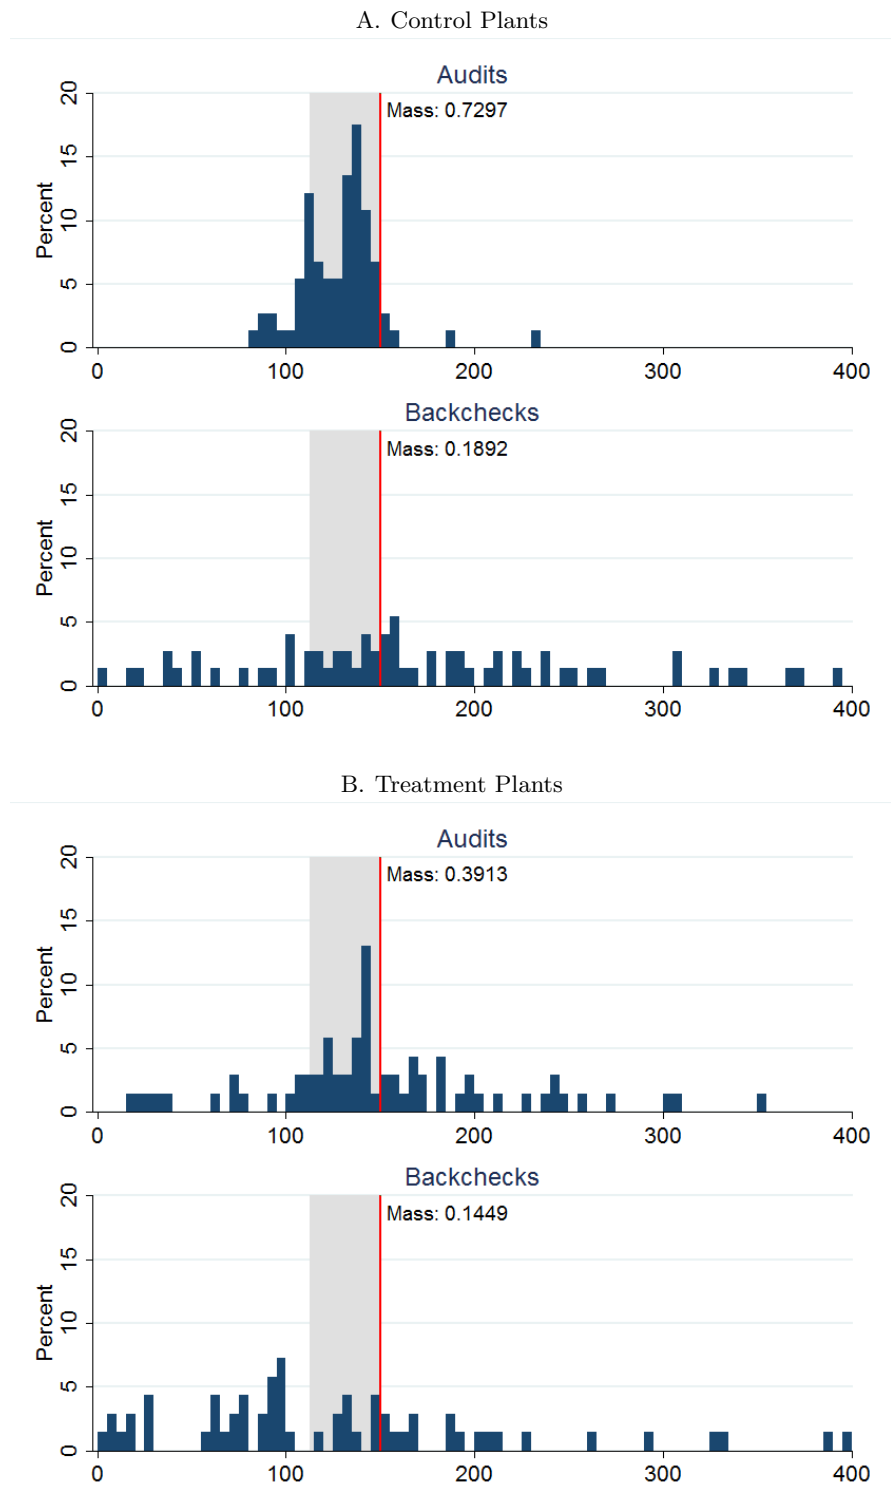 A. Control Plants
Audits
Mass: 0.7297
Percent
0 5 10 15 20
0 100 200 300 400
Backchecks
Mass: 0.1892
Percent
0 5 10 15 20
0 100 200 300 400
B. Treatment Plants
Audits
Mass: 0.3913
Percent
0 5 10 15 20
0 100 200 300 400
Backchecks
Mass: 0.1449
Percent
0 5 10 15 20
0 100 200 300 400